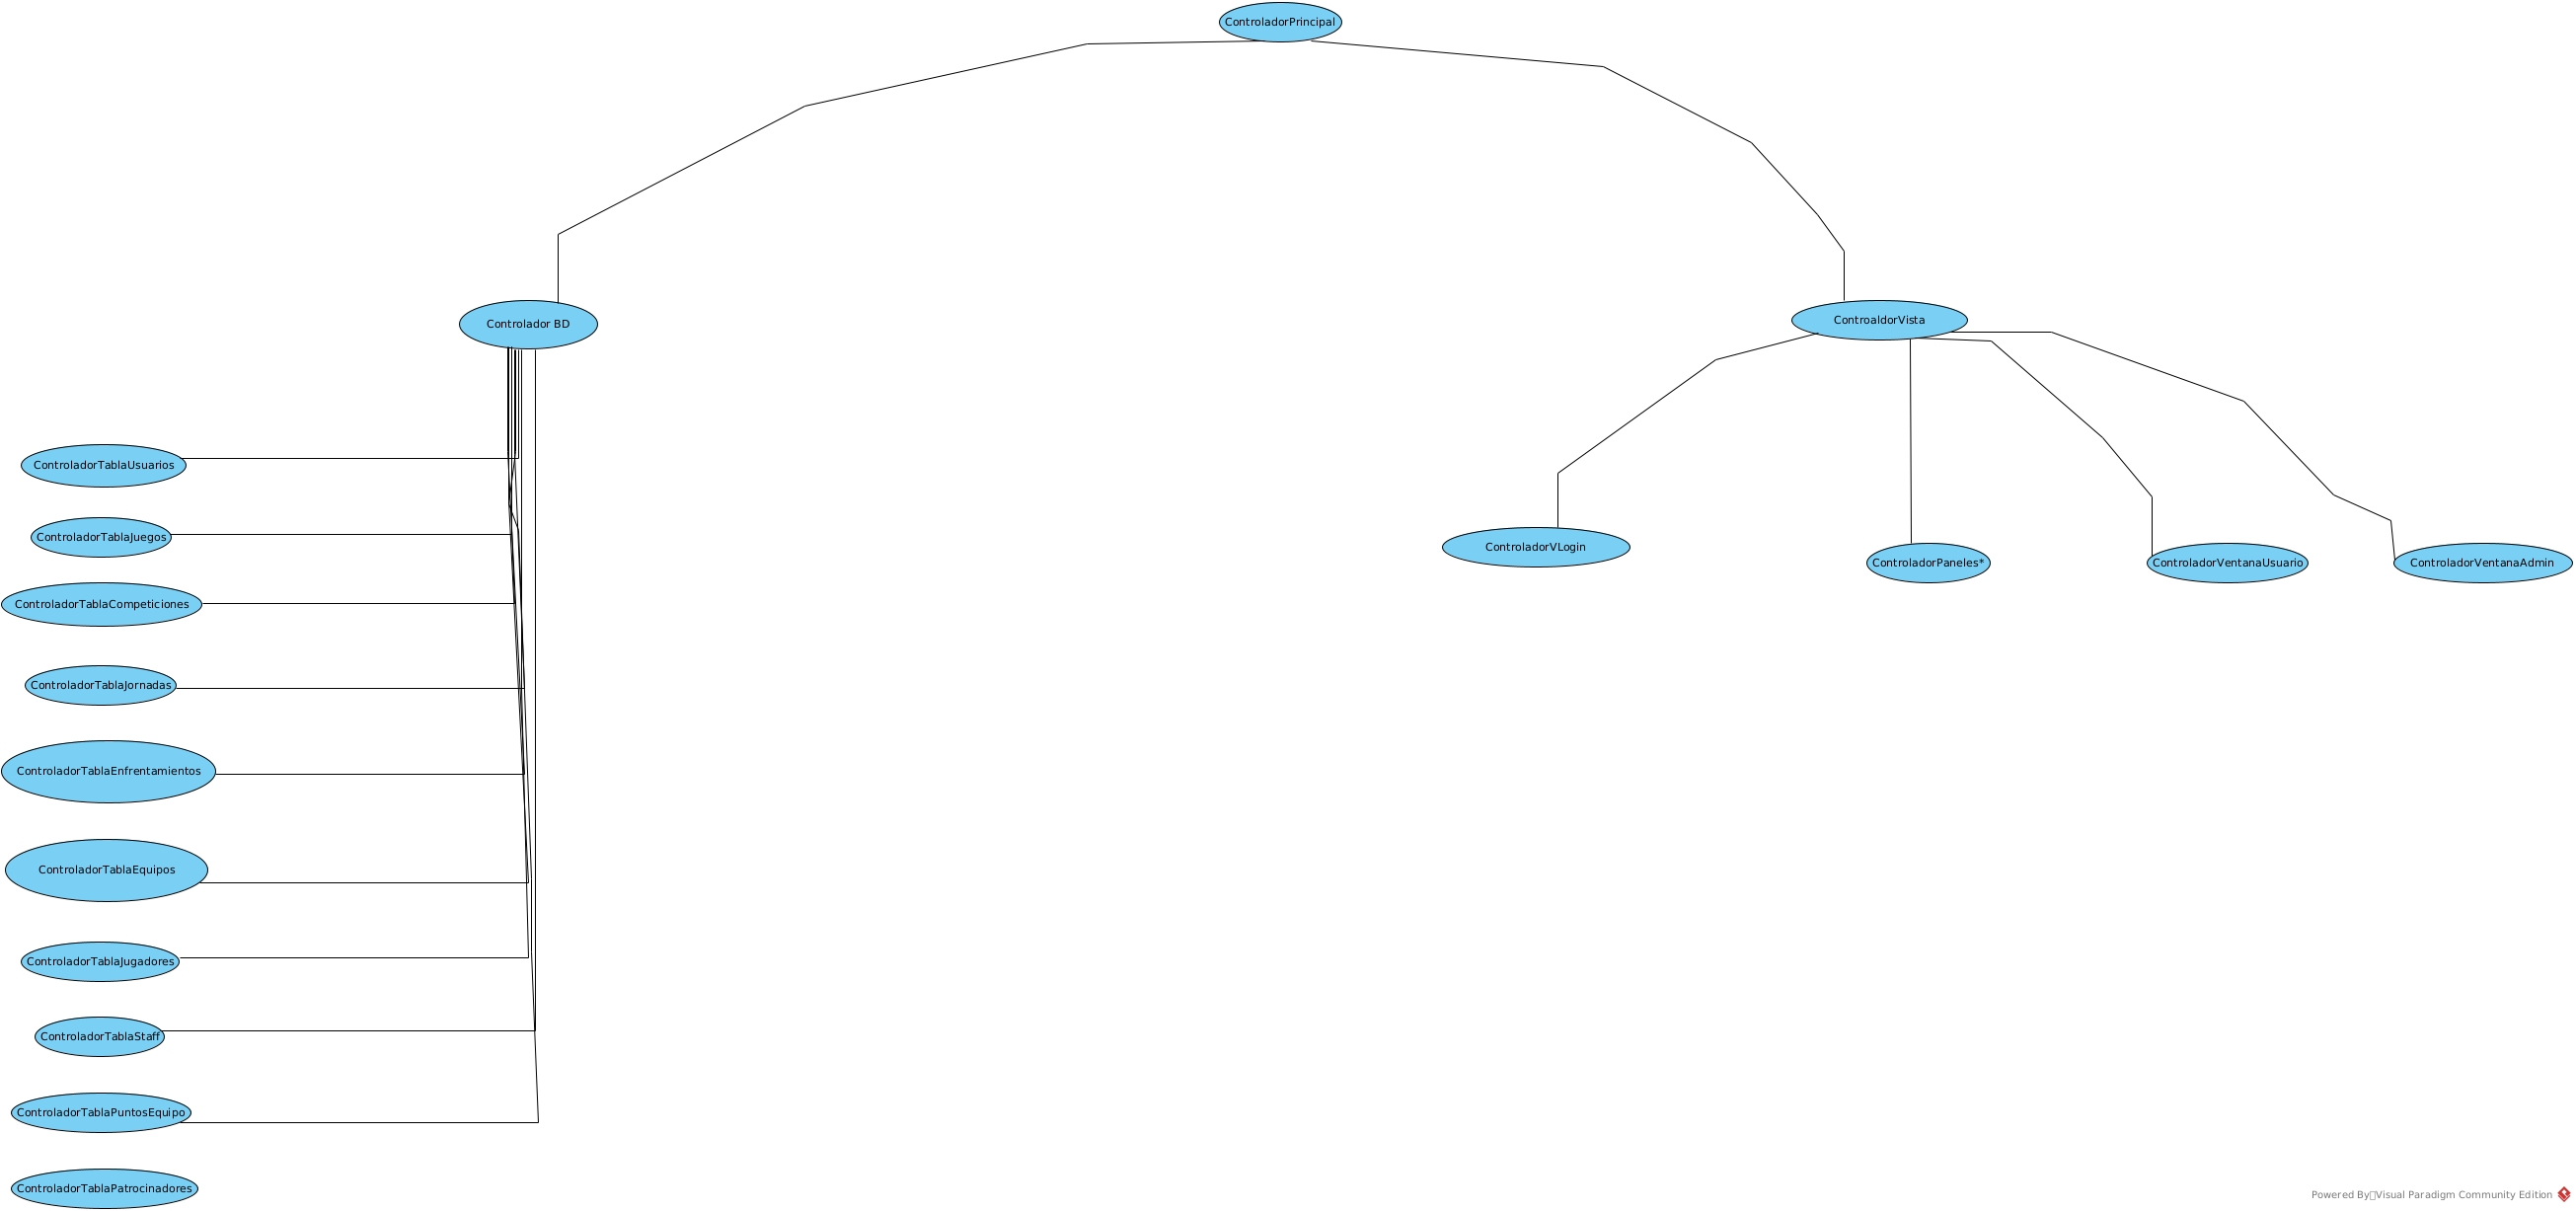 ControladorPrincipal
Controlador BD
ControaldorVista
ControladorTablaUsuarios
ControladorTablaJuegos
ControladorVLogin
ControladorPaneles*
ControladorVentanaUsuario
ControladorVentanaAdmin
ControladorTablaCompeticiones
ControladorTablaJornadas
ControladorTablaEnfrentamientos
ControladorTablaEquipos
ControladorTablaJugadores
ControladorTablaStaff
ControladorTablaPuntosEquipo
ControladorTablaPatrocinadores
Powered By Visual Paradigm Community Edition